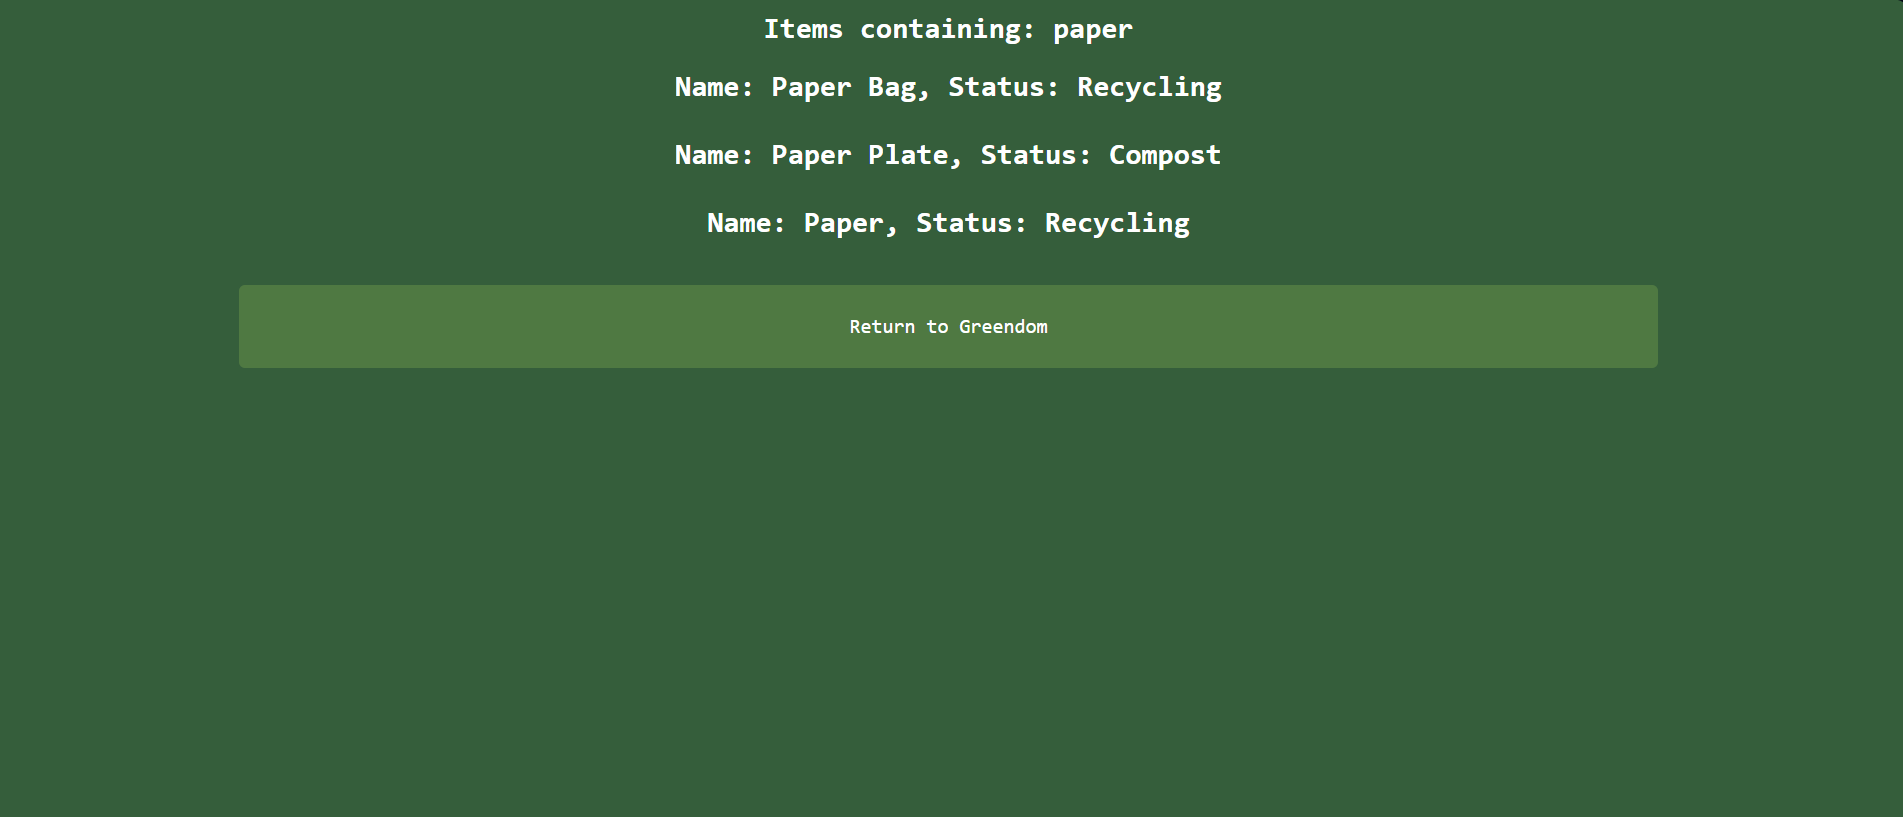 Items containing: paper
Name: Paper Bag, Status: Recycling
Name: Paper Plate, Status: Compost
Name: Paper, Status: Recycling
Return to Greendom